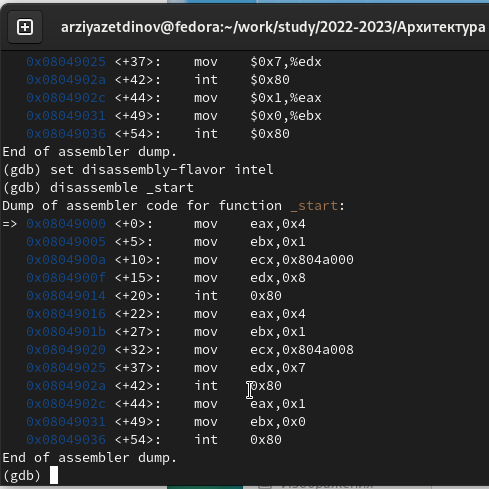 arziyazetdinov@fedora:~/work/study/2022-2023/Архитектура
0x08049025 <+37>: mov $0x7,%edx
0x0804902a <+42>: int $0x80
0x0804902c <+44>: mov $0x1,%eax
0x08049031 <+49>: mov $0x0,%ebx
0x08049036 <+54>: int $0x80
End of assembler dump.
(gdb) set disassembly-flavor intel
(gdb) disassemble _start
Dump of assembler code for function _start:
=> 0x08049000 <+0>: mov eax,0x4
0x08049005 <+5>: mov ebx,0x1
0x0804900a <+10>: mov ecx,0x804a000
0x0804900f <+15>: mov edx,0x8
0x08049014 <+20>: int 0x80
0x08049016 <+22>: mov eax,0x4
0x0804901b <+27>: mov ebx,0x1
0x08049020 <+32>: mov ecx,0x804a008
0x08049025 <+37>: mov edx,0x7
0x0804902a <+42>: int 0x80
0x0804902c <+44>: mov eax,0x1
0x08049031 <+49>: mov ebx,0x0
0x08049036 <+54>: int 0x80
End of assembler dump.
(gdb)
Изображения